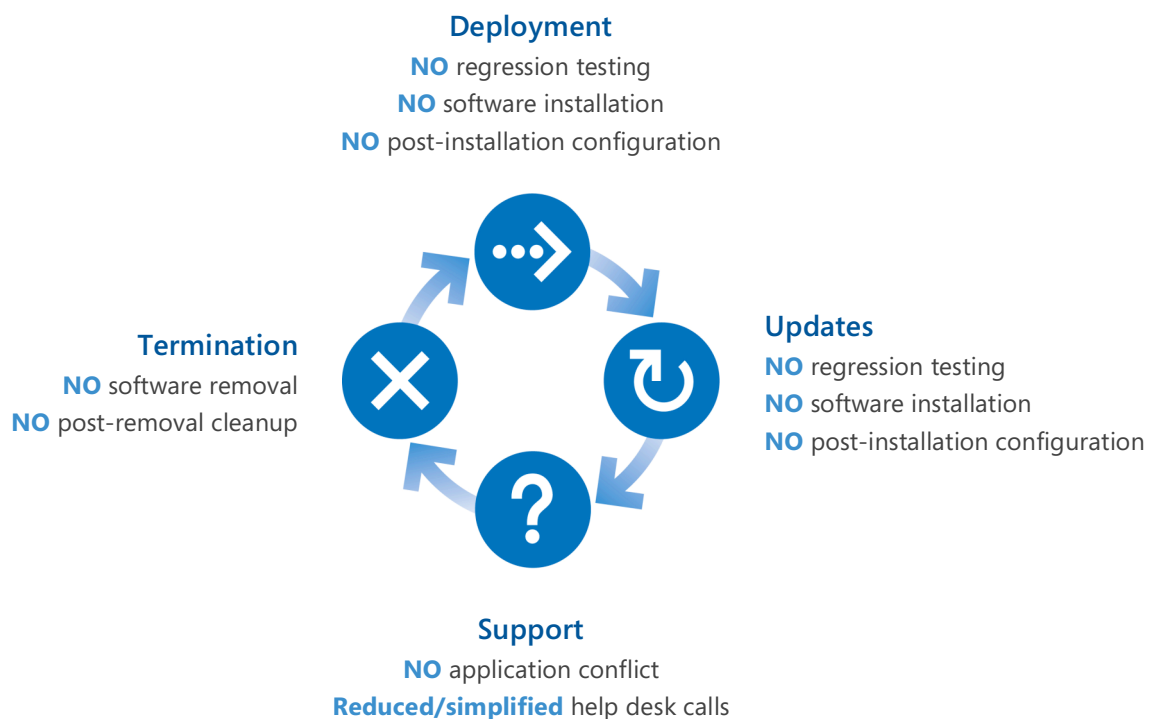 Deployment
NO regression testing
NO software installation
NO post-installation configuration
Updates
NO regression testing
NO software installation
NO post-installation configuration
Termination
NO software removal
NO post-removal cleanup
Support
NO application conflict
Reduced/simplified help desk calls